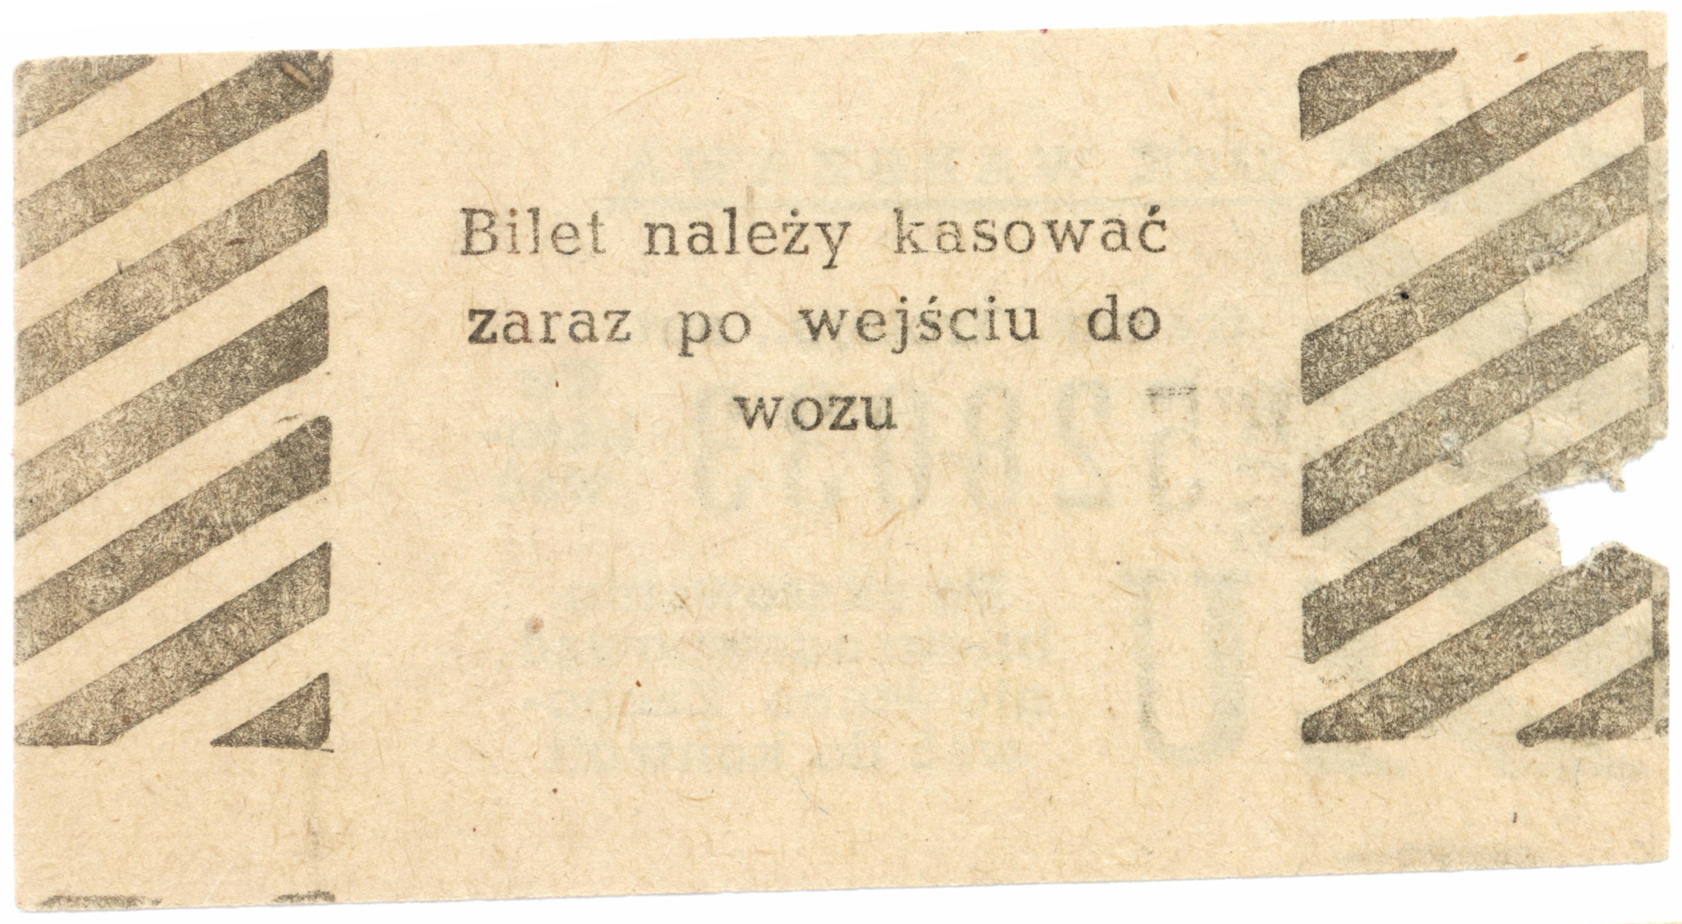 Bilet należy kasować
zaraz po wejściu do
wozu